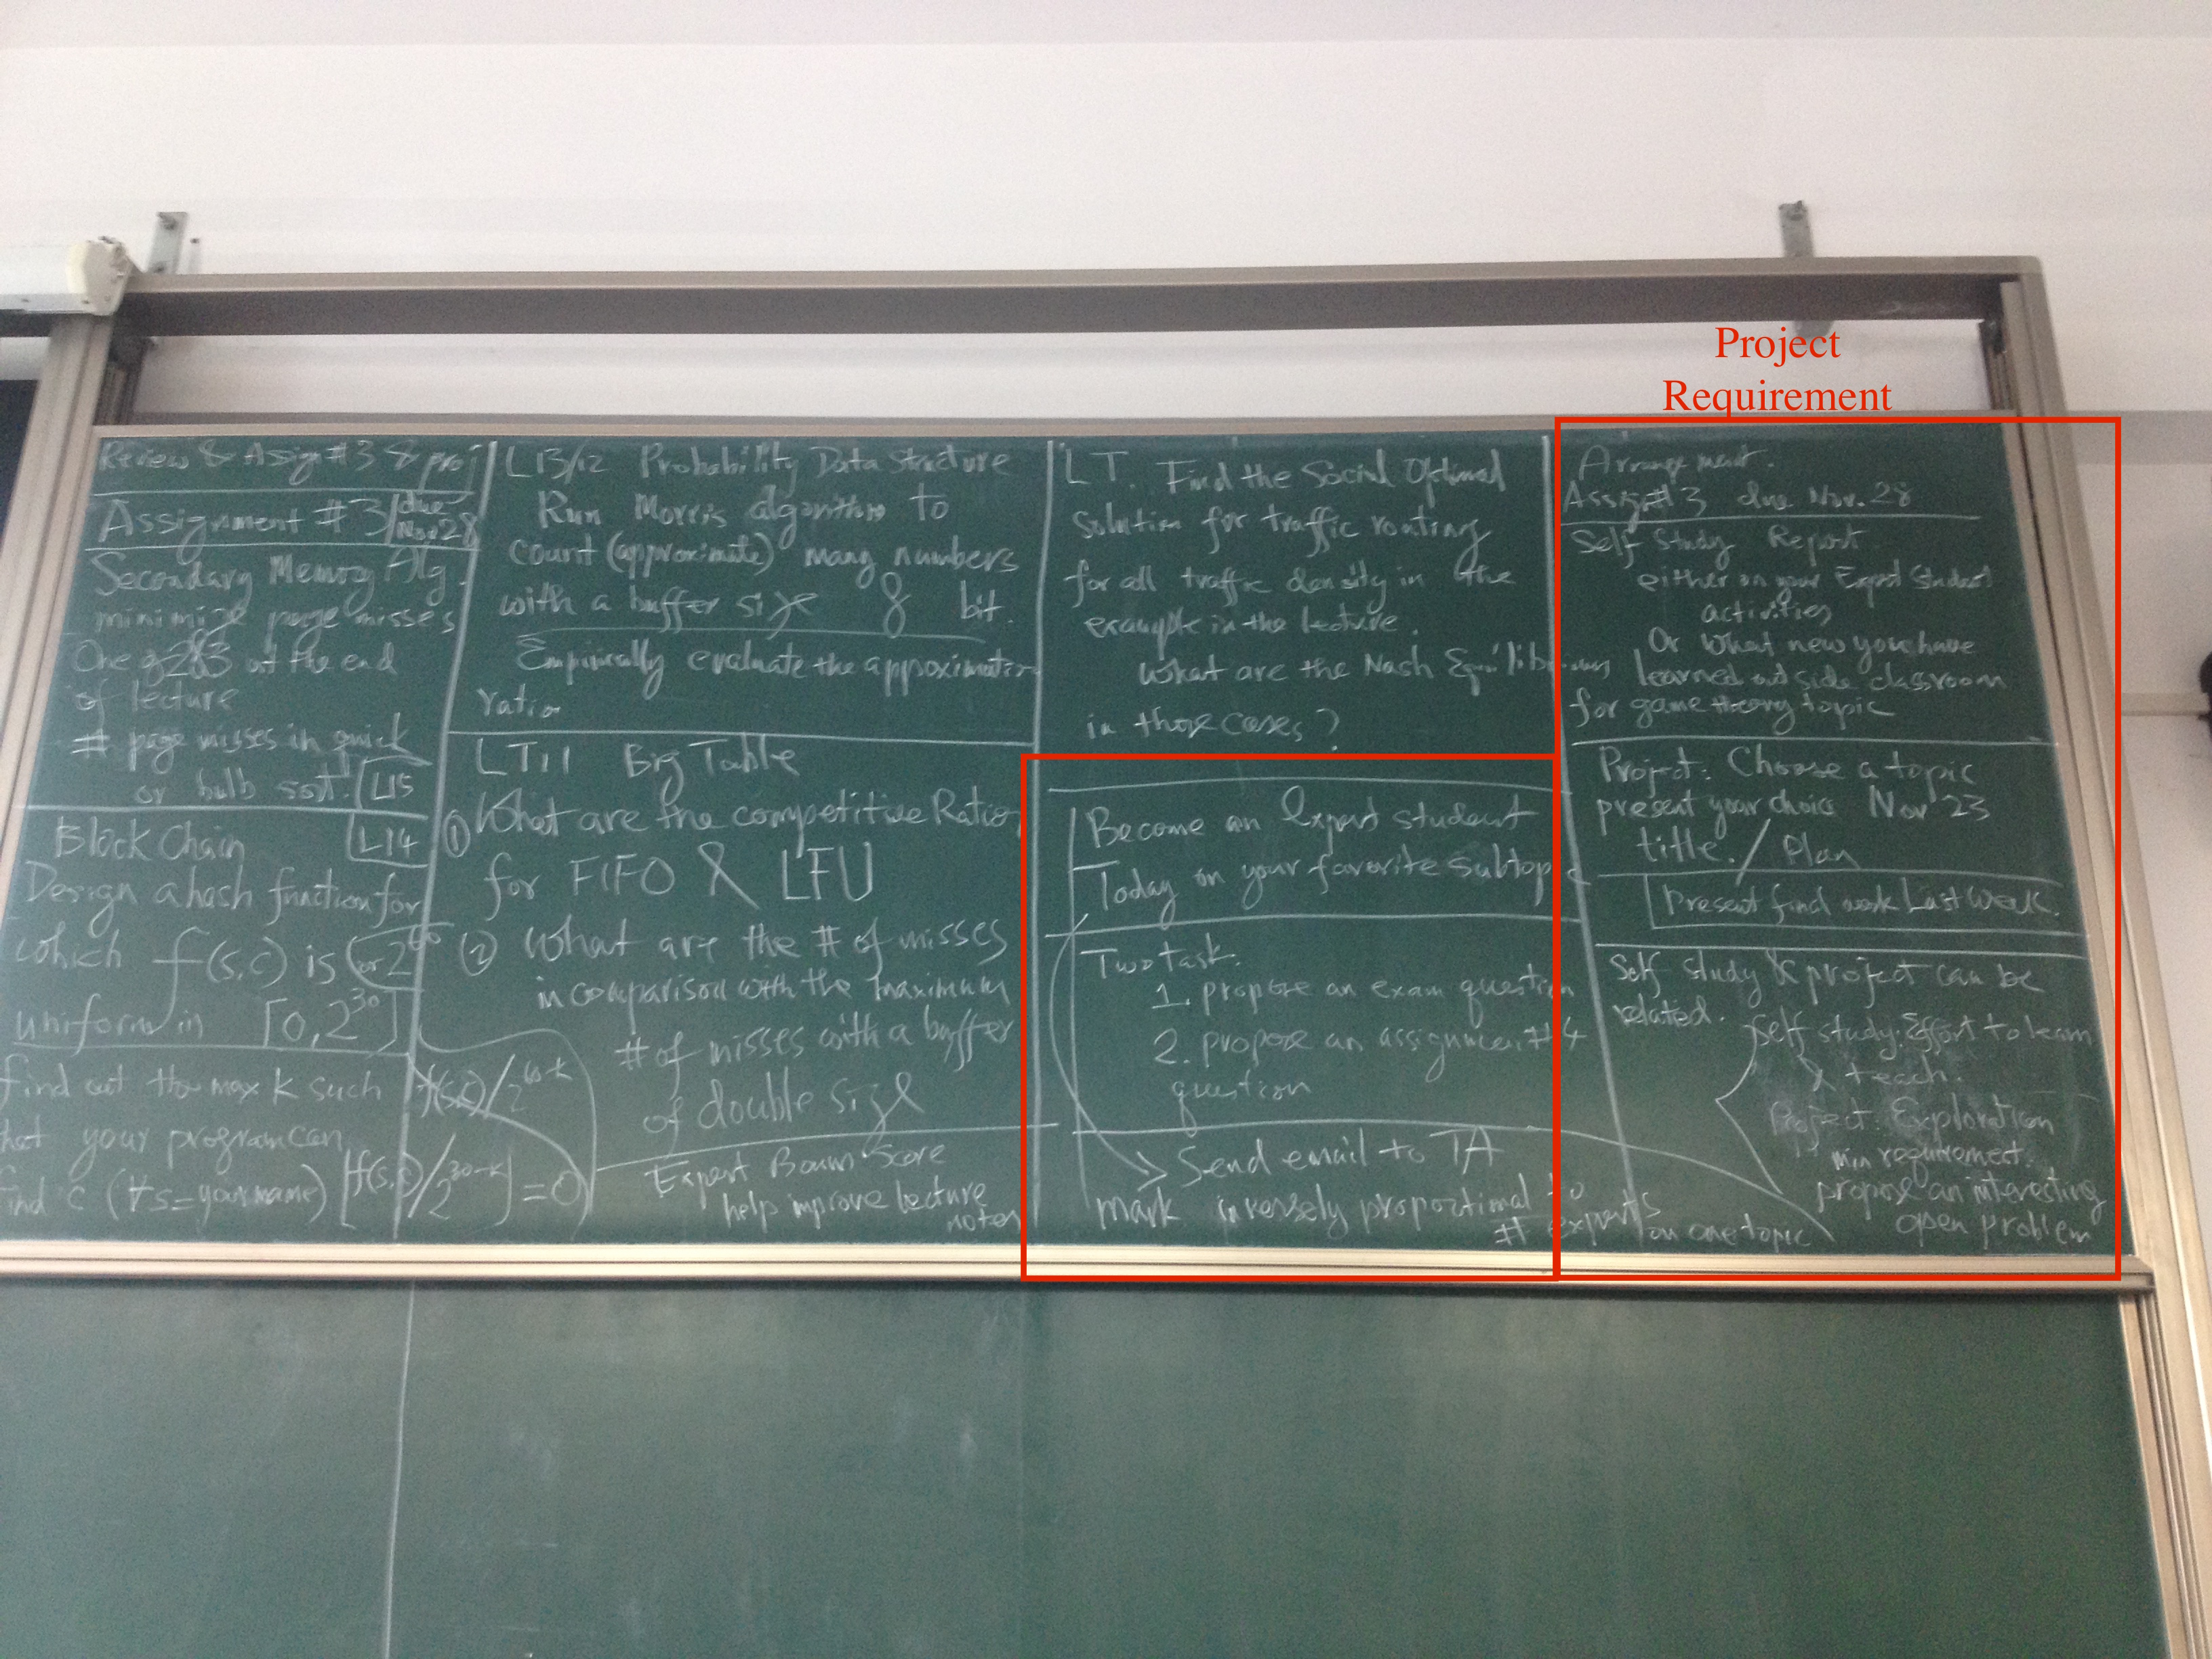 Project
Requirement
Review & Assig #3 & proj
Assignment #3 due
Nov 28
Secondary Memory Alg.
minimize page misses
One of 2&3 at the end
of lecture
# page misses in quick
or bulb sort. L15
Block Chain L14
Design a hash function for
which f(s,c) is or 2^60
uniform in [0, 2^30]
find out the max k such
that your program can
find c (∀s=your name) [f(s,c)/2^30-k] = 0
f(s,c)/2^60-k
L13/12 Probability Data Structure
Run Morris algorithm to
count (approximate) many numbers
with a buffer size 8 bit.
Empirically evaluate the approximation
ratio
LT11 Big Table
① What are the competitive Ratio
for FIFO & LFU
② What are the # of misses
in comparison with the maximum
# of misses with a buffer
of double size
Expert Score
help improve lecture
notes
LT. Find the Social Optimal
Solution for traffic routing
for all traffic density in the
example in the lecture.
What are the Nash Equilibriums
in those cases?
Become an Expert student
Today on your favorite Subtopic
Two task.
1. propose an exam question
2. propose an assignment #4
question
Send email to TA
mark inversely proportional to
# experts
on one topic
Arrangement.
Assig#3 due Nov. 28
Self Study Report.
either on your Expert Student
activities
Or What new you have
learned outside classroom
for game theory topic
Project: Choose a topic
present your choice Nov 23
title. / Plan
Present work Last Week.
Self study & project can be
related.
Self study: Effort to learn
& teach.
Project: Exploration
min requirement:
propose an interesting
open problem